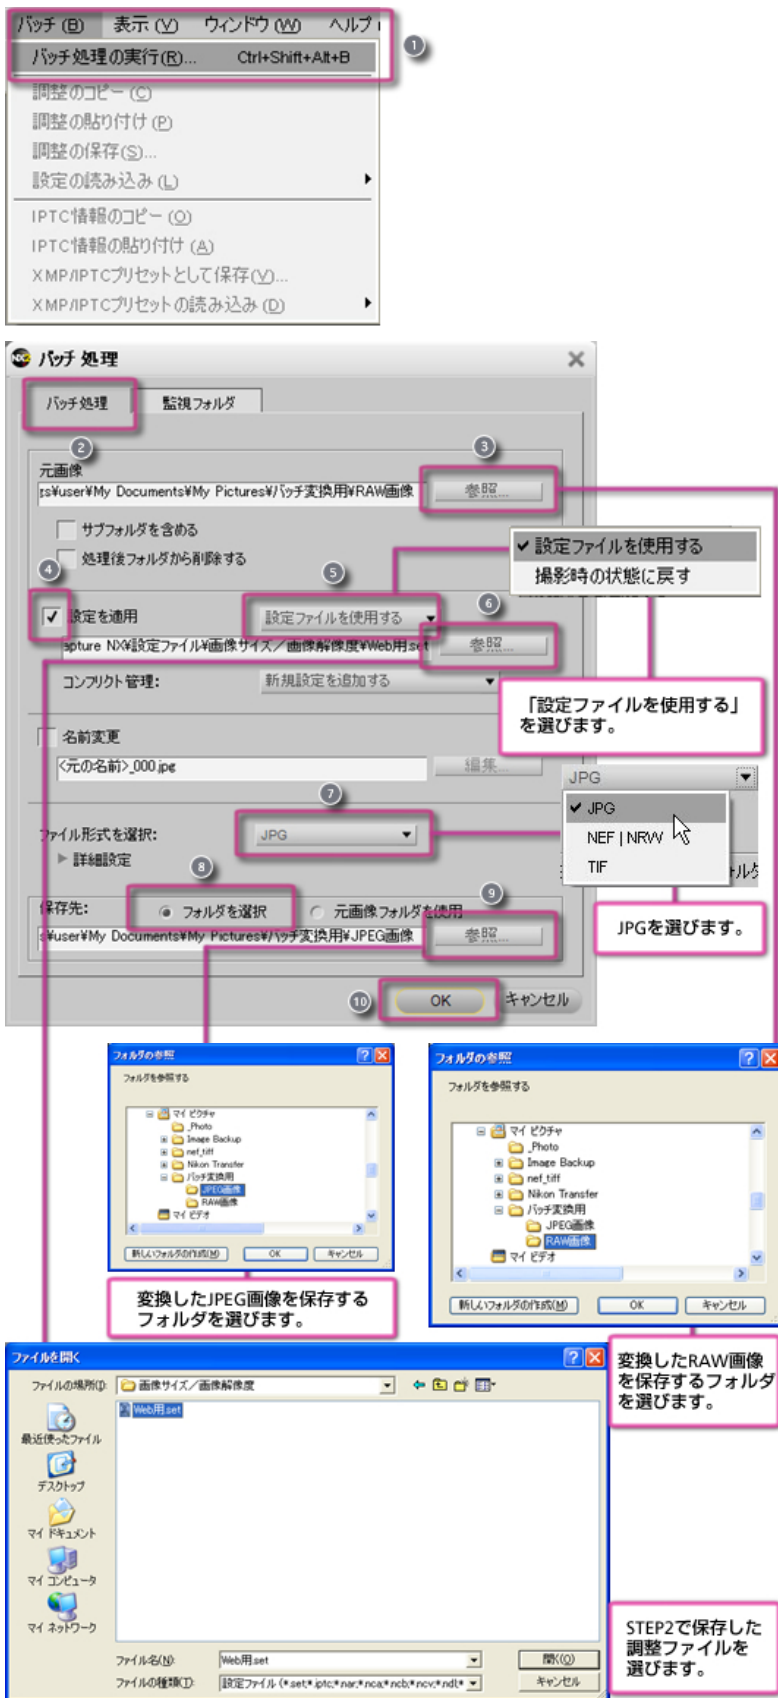 バッチ (B) 表示 (V) ウィンドウ (W) ヘルプ
バッチ処理の実行(R)... Ctrl+Shift+Alt+B
1
調整のコピー (C)
調整の貼り付け (P)
調整の保存(S)...
設定の読み込み (L)
IPTC情報のコピー (O)
IPTC情報の貼り付け (A)
XMP/IPTCプリセットとして保存(V)...
XMP/IPTCプリセットの読み込み (D)
バッチ 処理
バッチ処理 監視フォルダ
2
3
元画像
ts¥user¥My Documents¥My Pictures¥バッチ変換用¥RAW画像 参照...
サブフォルダを含める
処理後フォルダから削除する
4
5
✓設定ファイルを使用する
撮影時の状態に戻す
6
設定を適用 設定ファイルを使用する
apture NX¥設定ファイル¥画像サイズ／画像解像度¥Web用.set 参照...
コンフリクト管理: 新規設定を追加する
「設定ファイルを使用する」
を選びます。
名前変更
<元の名前>_000.jpg 編集...
7
JPG
✓ JPG
NEF | NRW
TIF
ファイル形式を選択: JPG
詳細設定
8
9
保存先: フォルダを選択 元画像フォルダを使用
s¥user¥My Documents¥My Pictures¥バッチ変換用¥JPEG画像 参照...
JPGを選びます。
10
OK キャンセル
フォルダの参照
フォルダを参照する
マイ ピクチャ
_Photo
Image Backup
nef_tiff
Nikon Transfer
バッチ変換用
JPEG画像
RAW画像
マイ ビデオ
新しいフォルダの作成(M) OK キャンセル
フォルダの参照
フォルダを参照する
マイ ピクチャ
_Photo
Image Backup
nef_tiff
Nikon Transfer
バッチ変換用
JPEG画像
RAW画像
マイ ビデオ
新しいフォルダの作成(M) OK キャンセル
変換したJPEG画像を保存する
フォルダを選びます。
変換したRAW画像
を保存するフォルダ
を選びます。
ファイルを開く
ファイルの場所(I): 画像サイズ／画像解像度
Web用.set
最近使ったファイル
デスクトップ
マイ ドキュメント
マイ コンピュータ
マイ ネットワーク
ファイル名(N): Web用.set 開く(O)
ファイルの種類(T): 設定ファイル (*.set;*.iptc;*nar;*nca;*ncb;*ncv;*ndl;* キャンセル
STEP2で保存した
調整ファイルを
選びます。